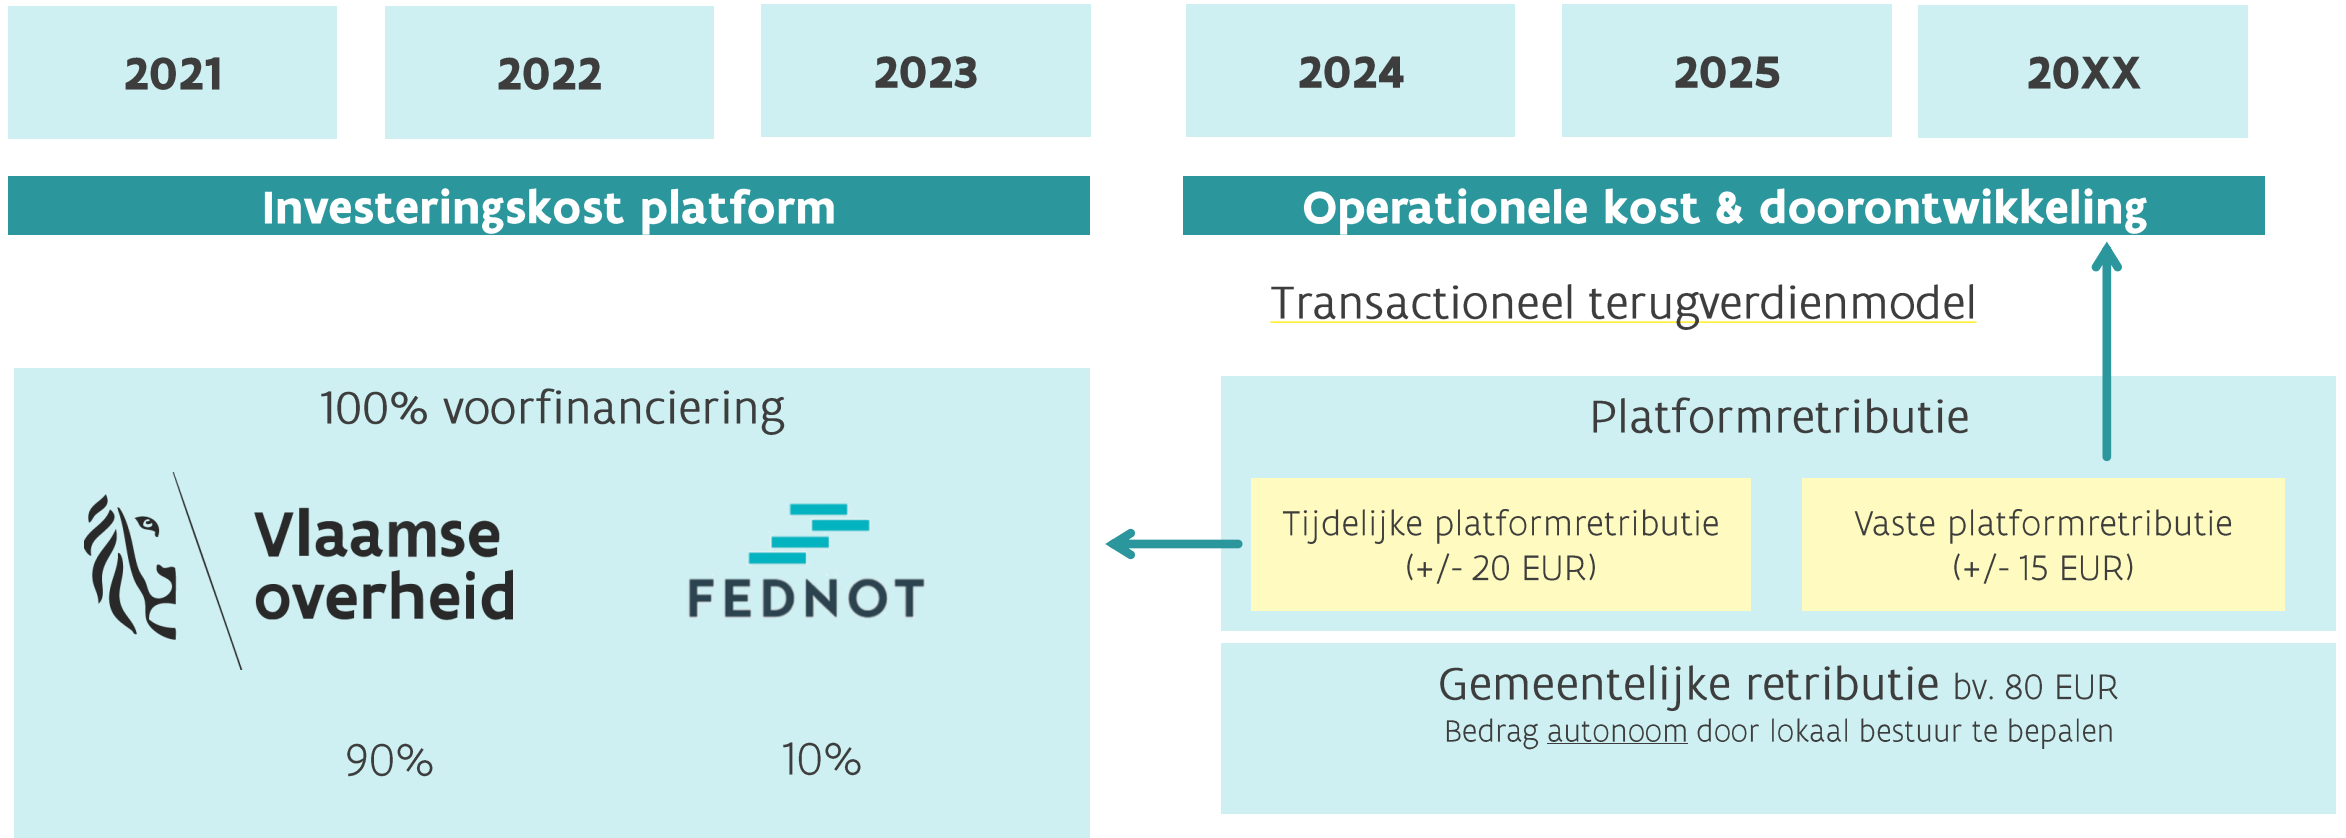 2021
2022
2023
2024
2025
20XX
Investeringskost platform
Operationele kost & doorontwikkeling
Transactioneel terugverdienmodel
100% voorfinanciering
Vlaamse
overheid
FEDNOT
90%
10%
Platformretributie
Tijdelijke platformretributie
(+/- 20 EUR)
Vaste platformretributie
(+/- 15 EUR)
Gemeentelijke retributie bv. 80 EUR
Bedrag autonoom door lokaal bestuur te bepalen